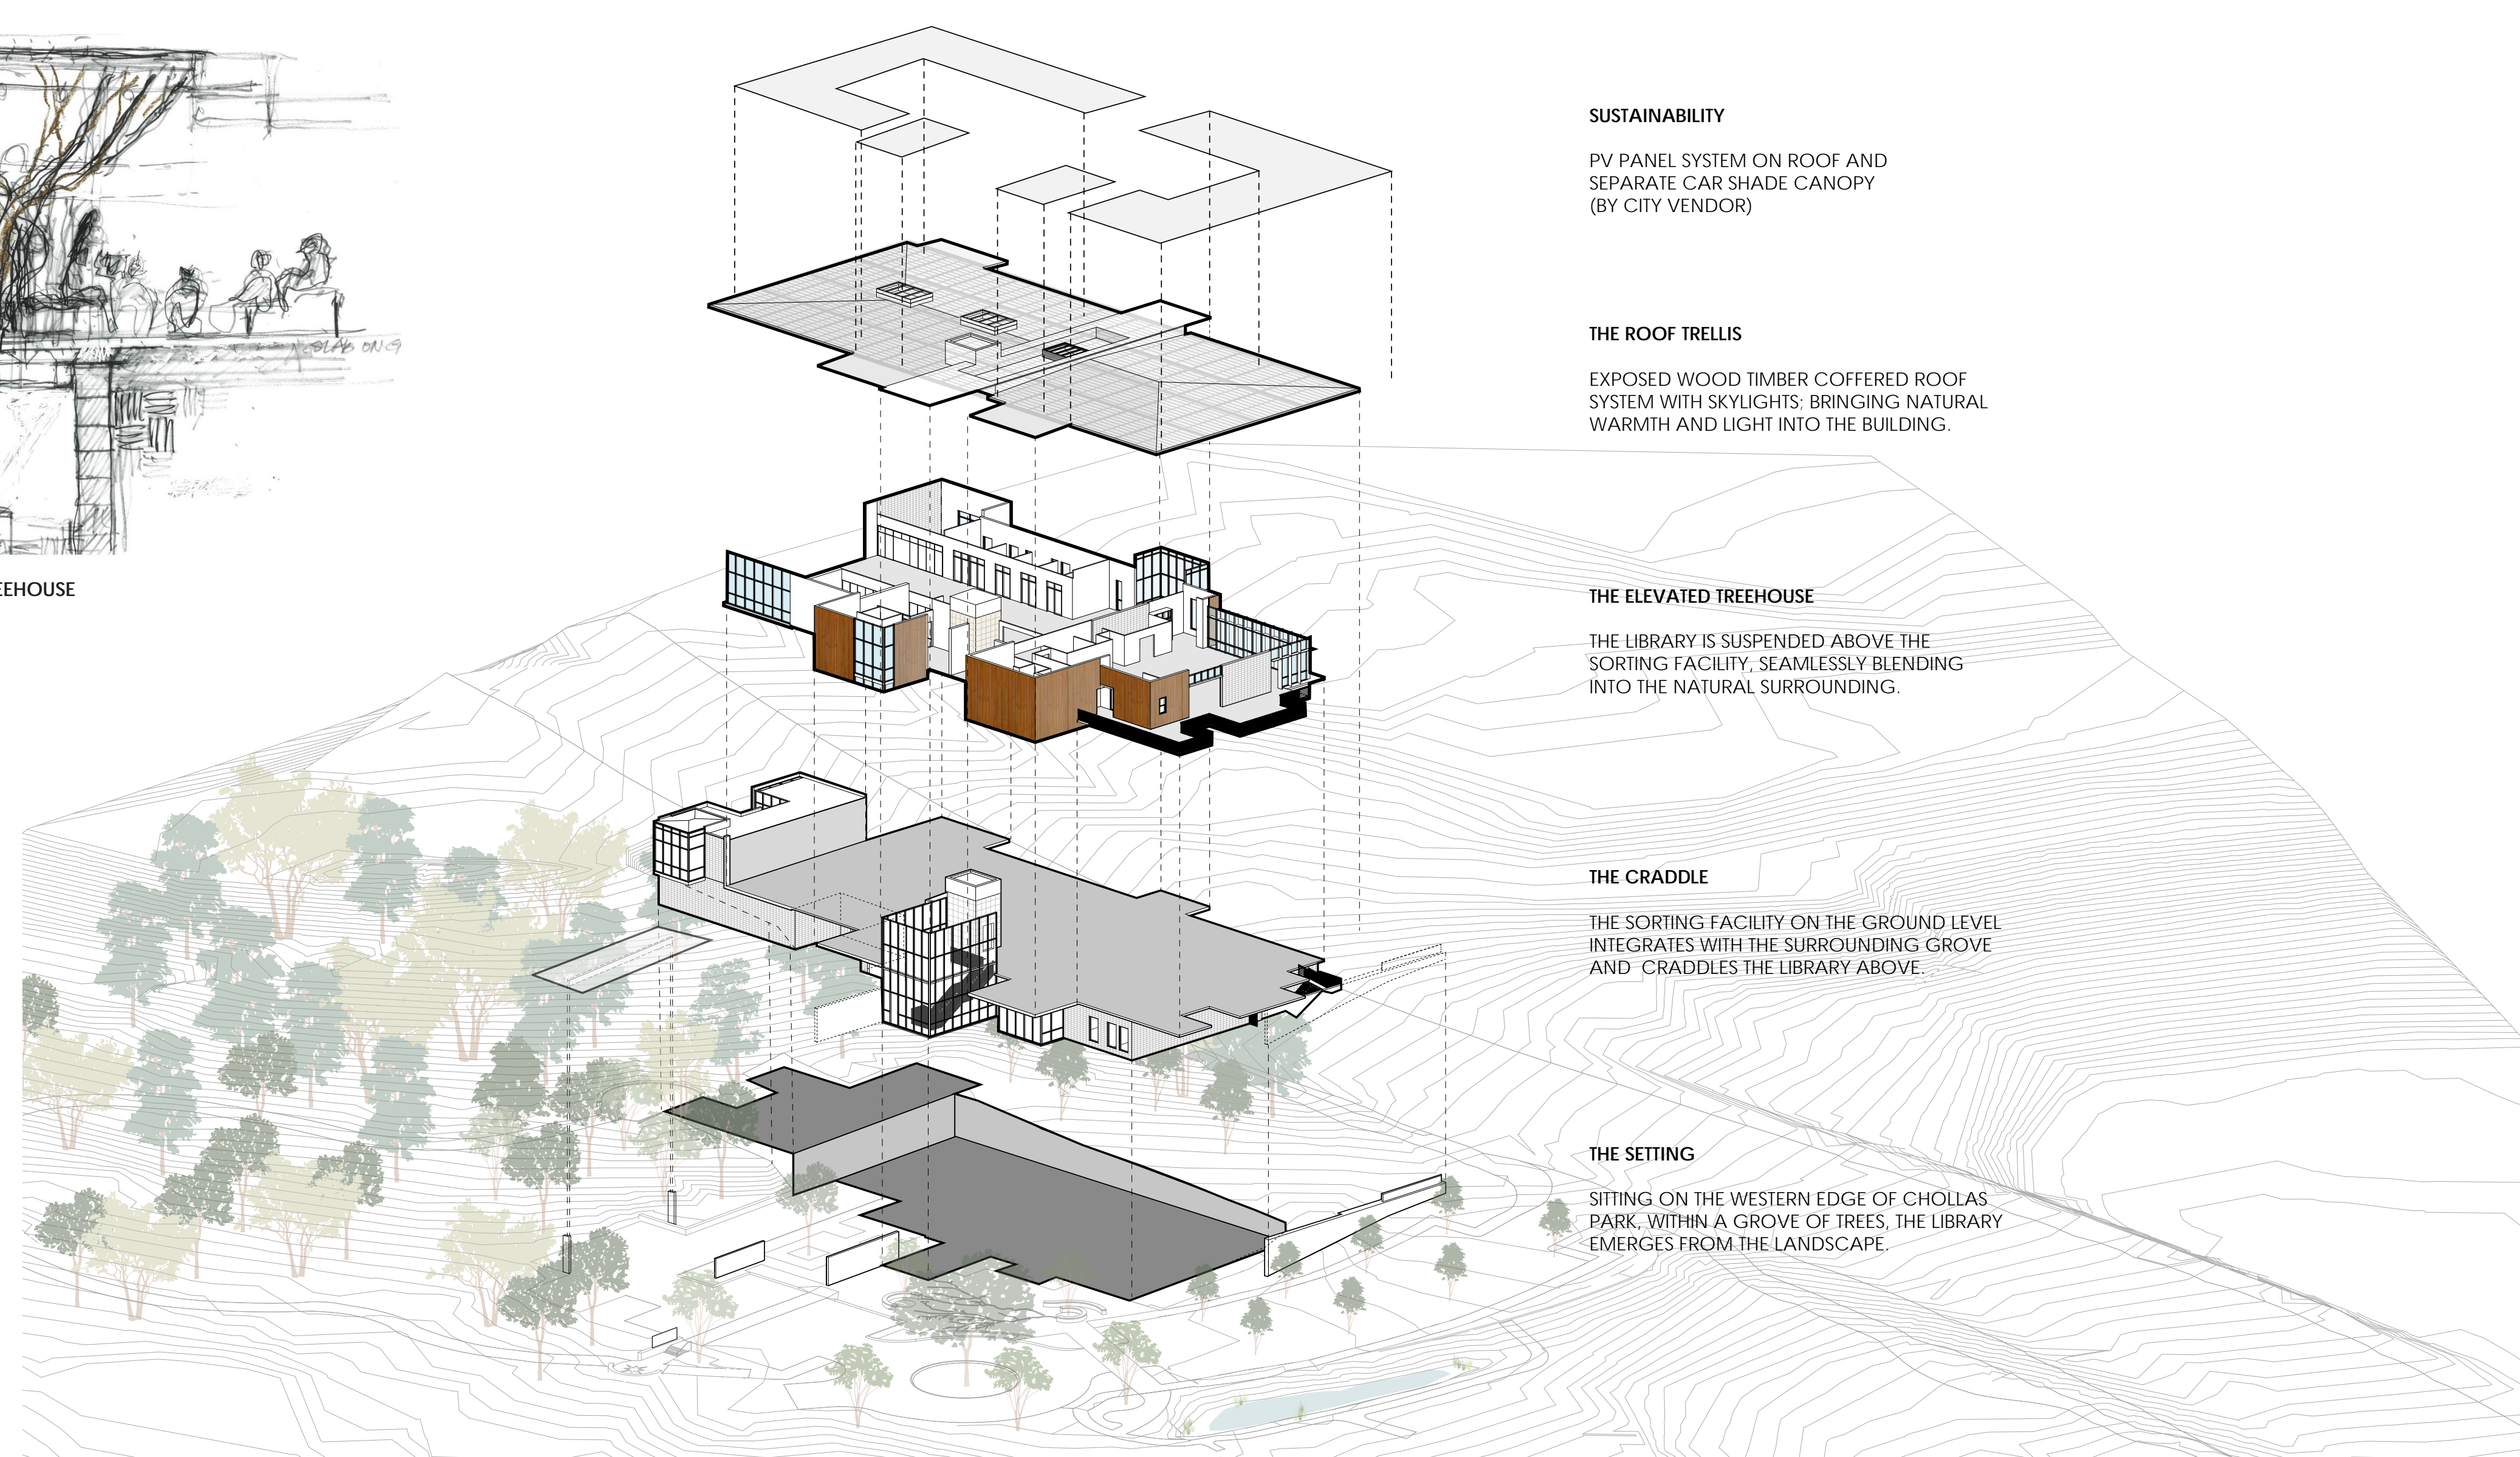 SUSTAINABILITY
PV PANEL SYSTEM ON ROOF AND
SEPARATE CAR SHADE CANOPY
(BY CITY VENDOR)
THE ROOF TRELLIS
EXPOSED WOOD TIMBER COFFERED ROOF
SYSTEM WITH SKYLIGHTS; BRINGING NATURAL
WARMTH AND LIGHT INTO THE BUILDING.
EEHOUSE
THE ELEVATED TREEHOUSE
THE LIBRARY IS SUSPENDED ABOVE THE
SORTING FACILITY, SEAMLESSLY BLENDING
INTO THE NATURAL SURROUNDING.
THE CRADDLE
THE SORTING FACILITY ON THE GROUND LEVEL
INTEGRATES WITH THE SURROUNDING GROVE
AND CRADDLES THE LIBRARY ABOVE.
THE SETTING
SITTING ON THE WESTERN EDGE OF CHOLLAS
PARK, WITHIN A GROVE OF TREES, THE LIBRARY
EMERGES FROM THE LANDSCAPE.